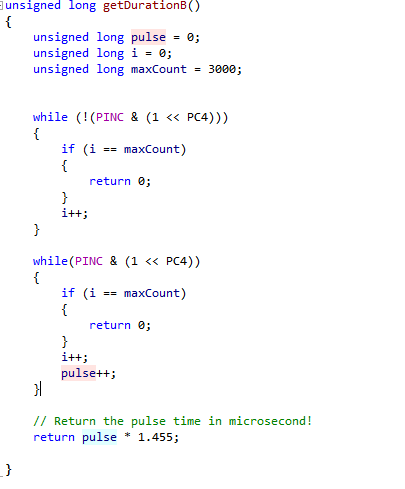 unsigned long getDurationB()
{
unsigned long pulse = 0;
unsigned long i = 0;
unsigned long maxCount = 3000;
while (!(PINC & (1 << PC4)))
{
if (i == maxCount)
{
return 0;
}
i++;
}
while(PINC & (1 << PC4))
{
if (i == maxCount)
{
return 0;
}
i++;
pulse++;
}
// Return the pulse time in microsecond!
return pulse * 1.455;
}